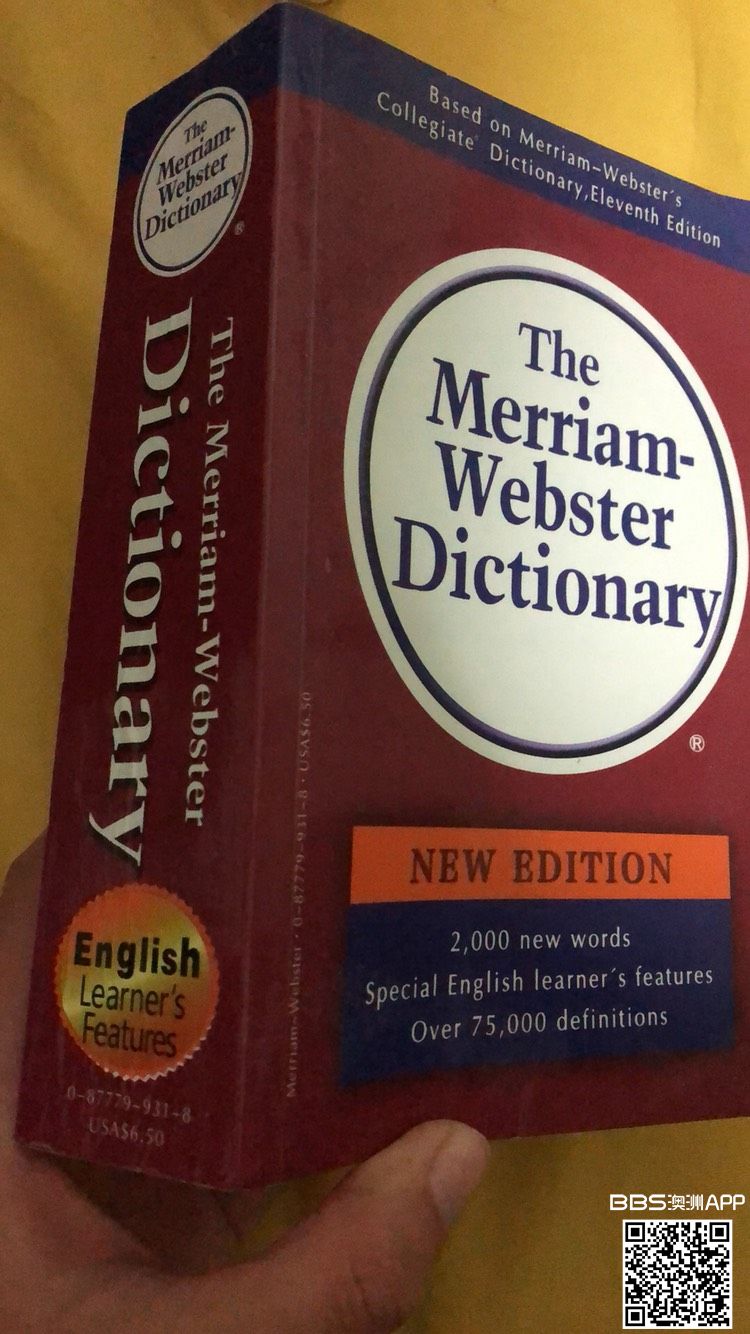 The
Merriam-
Webster
Dictionary
®
The Merriam-Webster
Dictionary
English
Learner's
Features
0-87779-931-8
USA$6.50
Merriam-Webster · 0-87779-931-8 · USA$6.50
Based on Merriam-Webster´s
Collegiate® Dictionary,Eleventh Edition
The
Merriam-
Webster
Dictionary
®
NEW EDITION
2,000 new words
Special English learner´s features
Over 75,000 definitions
BBS澳洲APP